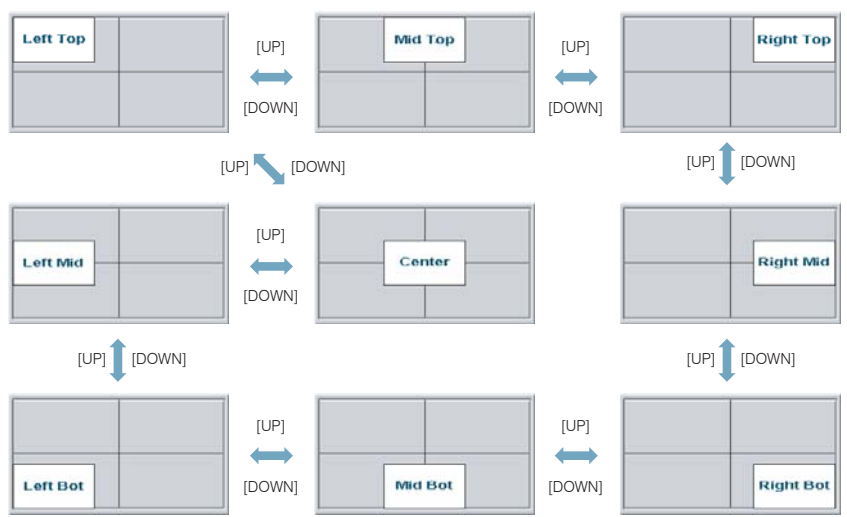 Left Top
[UP]
[DOWN]
Mid Top
[UP]
[DOWN]
Right Top
[UP]
[DOWN]
[UP]
[DOWN]
Left Mid
[UP]
[DOWN]
Center
Right Mid
[UP]
[DOWN]
[UP]
[DOWN]
Left Bot
[UP]
[DOWN]
Mid Bot
[UP]
[DOWN]
Right Bot